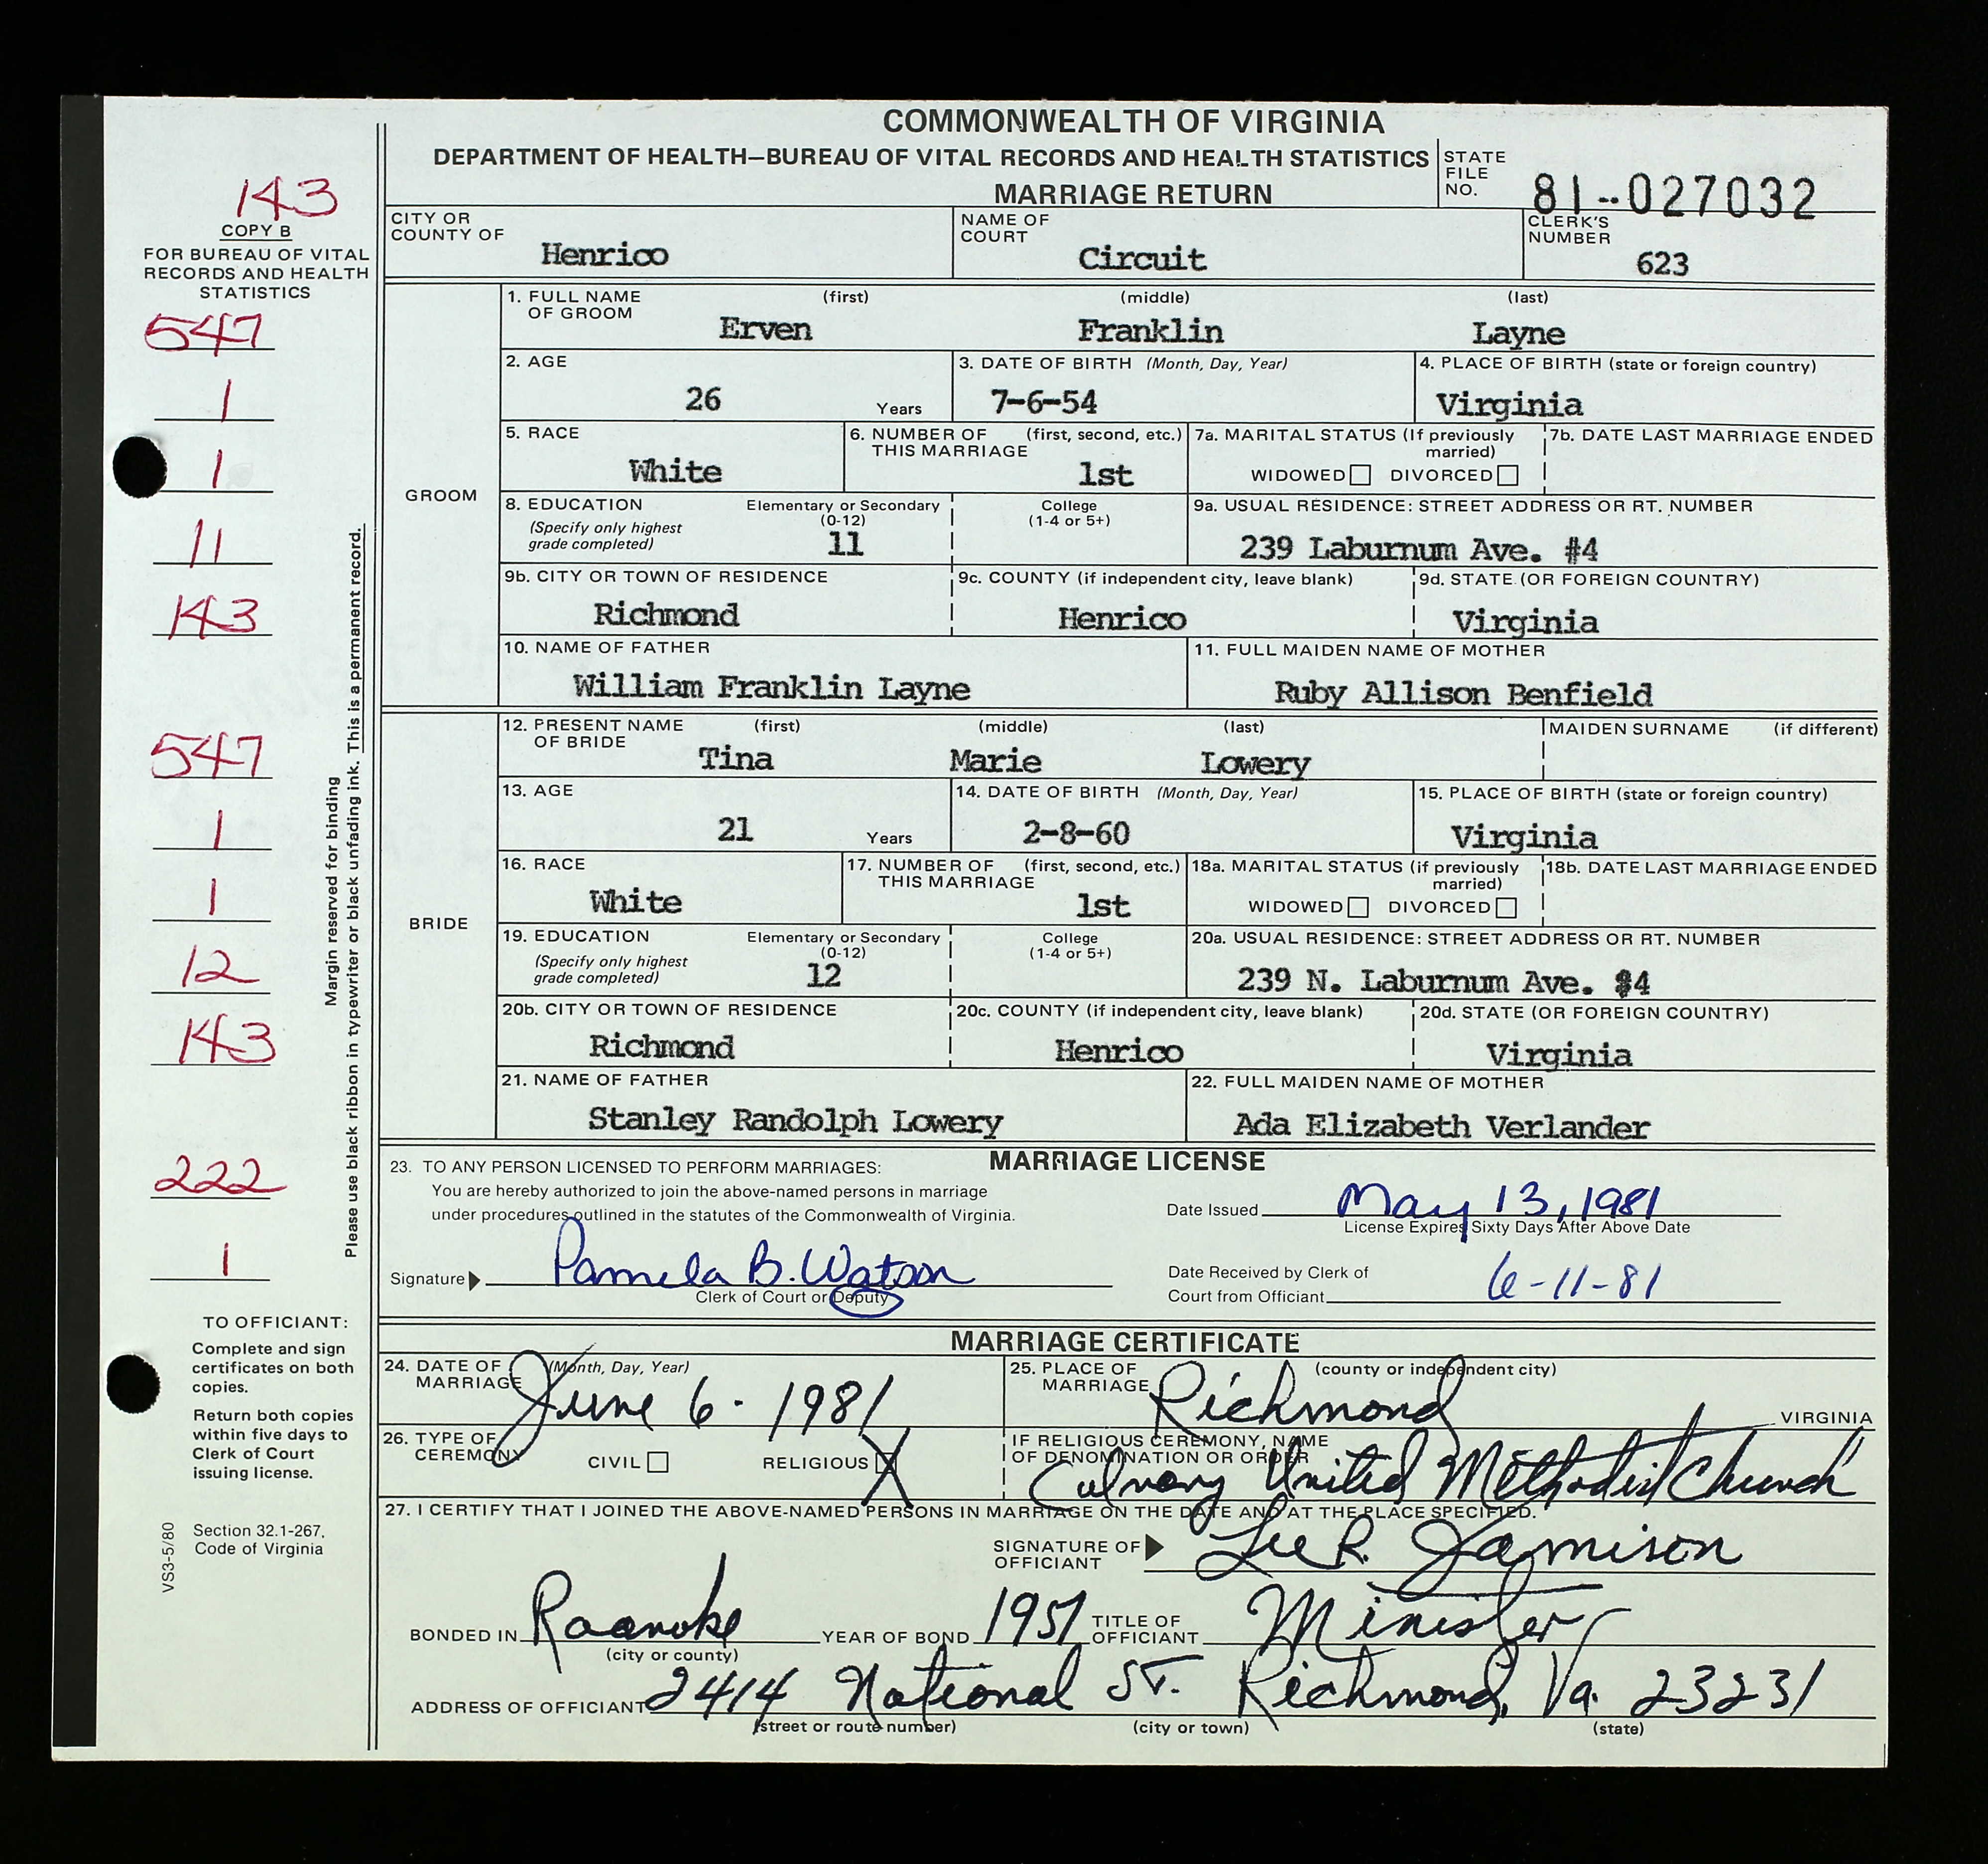 COMMONWEALTH OF VIRGINIA
DEPARTMENT OF HEALTH—BUREAU OF VITAL RECORDS AND HEALTH STATISTICS
MARRIAGE RETURN
STATE FILE NO. 81--027032
143
COPY B
FOR BUREAU OF VITAL
RECORDS AND HEALTH
STATISTICS
547
1
1
11
143
547
1
1
12
143
222
1
Margin reserved for binding
Please use black ribbon in typewriter or black unfading ink. This is a permanent record.
TO OFFICIANT:
Complete and sign
certificates on both
copies.
Return both copies
within five days to
Clerk of Court
issuing license.
Section 32.1-267,
Code of Virginia
VS3-5/80
CITY OR COUNTY OF Henrico NAME OF COURT Circuit CLERK'S NUMBER 623
GROOM
1. FULL NAME OF GROOM (first) (middle) (last)
Erven Franklin Layne
2. AGE 3. DATE OF BIRTH (Month, Day, Year) 4. PLACE OF BIRTH (state or foreign country)
26 Years 7-6-54 Virginia
5. RACE 6. NUMBER OF THIS MARRIAGE (first, second, etc.) 7a. MARITAL STATUS (If previously married) 7b. DATE LAST MARRIAGE ENDED
White 1st WIDOWED DIVORCED
8. EDUCATION (Specify only highest grade completed) Elementary or Secondary (0-12) College (1-4 or 5+) 9a. USUAL RESIDENCE: STREET ADDRESS OR RT. NUMBER
11 239 Laburnum Ave. #4
9b. CITY OR TOWN OF RESIDENCE 9c. COUNTY (if independent city, leave blank) 9d. STATE (OR FOREIGN COUNTRY)
Richmond Henrico Virginia
10. NAME OF FATHER 11. FULL MAIDEN NAME OF MOTHER
William Franklin Layne Ruby Allison Benfield
BRIDE
12. PRESENT NAME OF BRIDE (first) (middle) (last) MAIDEN SURNAME (if different)
Tina Marie Lowery
13. AGE 14. DATE OF BIRTH (Month, Day, Year) 15. PLACE OF BIRTH (state or foreign country)
21 Years 2-8-60 Virginia
16. RACE 17. NUMBER OF THIS MARRIAGE (first, second, etc.) 18a. MARITAL STATUS (if previously married) 18b. DATE LAST MARRIAGE ENDED
White 1st WIDOWED DIVORCED
19. EDUCATION (Specify only highest grade completed) Elementary or Secondary (0-12) College (1-4 or 5+) 20a. USUAL RESIDENCE: STREET ADDRESS OR RT. NUMBER
12 239 N. Laburnum Ave. #4
20b. CITY OR TOWN OF RESIDENCE 20c. COUNTY (if independent city, leave blank) 20d. STATE (OR FOREIGN COUNTRY)
Richmond Henrico Virginia
21. NAME OF FATHER 22. FULL MAIDEN NAME OF MOTHER
Stanley Randolph Lowery Ada Elizabeth Verlander
MARRIAGE LICENSE
23. TO ANY PERSON LICENSED TO PERFORM MARRIAGES:
You are hereby authorized to join the above-named persons in marriage
under procedures outlined in the statutes of the Commonwealth of Virginia.
Date Issued May 13, 1981
License Expires Sixty Days After Above Date
Signature Pamela B. Watson
Clerk of Court or Deputy
Date Received by Clerk of
Court from Officiant 6-11-81
MARRIAGE CERTIFICATE
24. DATE OF MARRIAGE (Month, Day, Year) June 6 - 1981
25. PLACE OF MARRIAGE (county or independent city) Richmond VIRGINIA
26. TYPE OF CEREMONY CIVIL RELIGIOUS X
IF RELIGIOUS CEREMONY, NAME OF DENOMINATION OR ORDER
Calvary United Methodist Church
27. I CERTIFY THAT I JOINED THE ABOVE-NAMED PERSONS IN MARRIAGE ON THE DATE AND AT THE PLACE SPECIFIED.
SIGNATURE OF OFFICIANT Lee R. Jamison
BONDED IN Roanoke YEAR OF BOND 1951 TITLE OF OFFICIANT Minister
(city or county)
ADDRESS OF OFFICIANT 2414 National St. Richmond, Va. 23231
(street or route number) (city or town) (state)